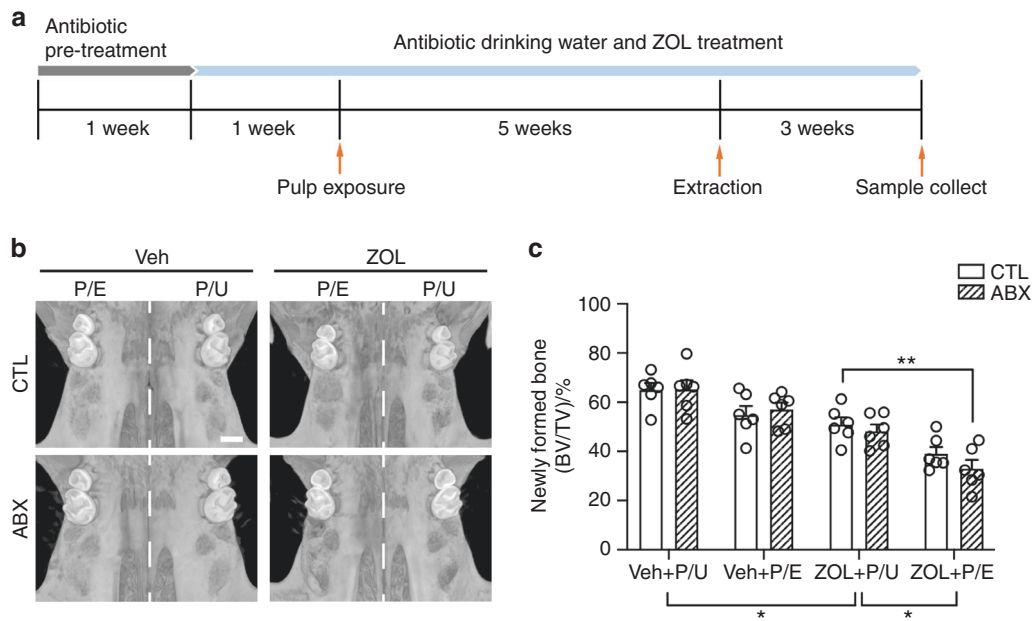 a
Antibiotic
pre-treatment
Antibiotic drinking water and ZOL treatment
1 week
1 week
5 weeks
3 weeks
Pulp exposure
Extraction
Sample collect
b
Veh
ZOL
P/E
P/U
P/E
P/U
CTL
ABX
c
CTL
ABX
Newly formed bone
(BV/TV)/%
100
80
60
40
20
0
**
Veh+P/U
Veh+P/E
ZOL+P/U
ZOL+P/E
*
*